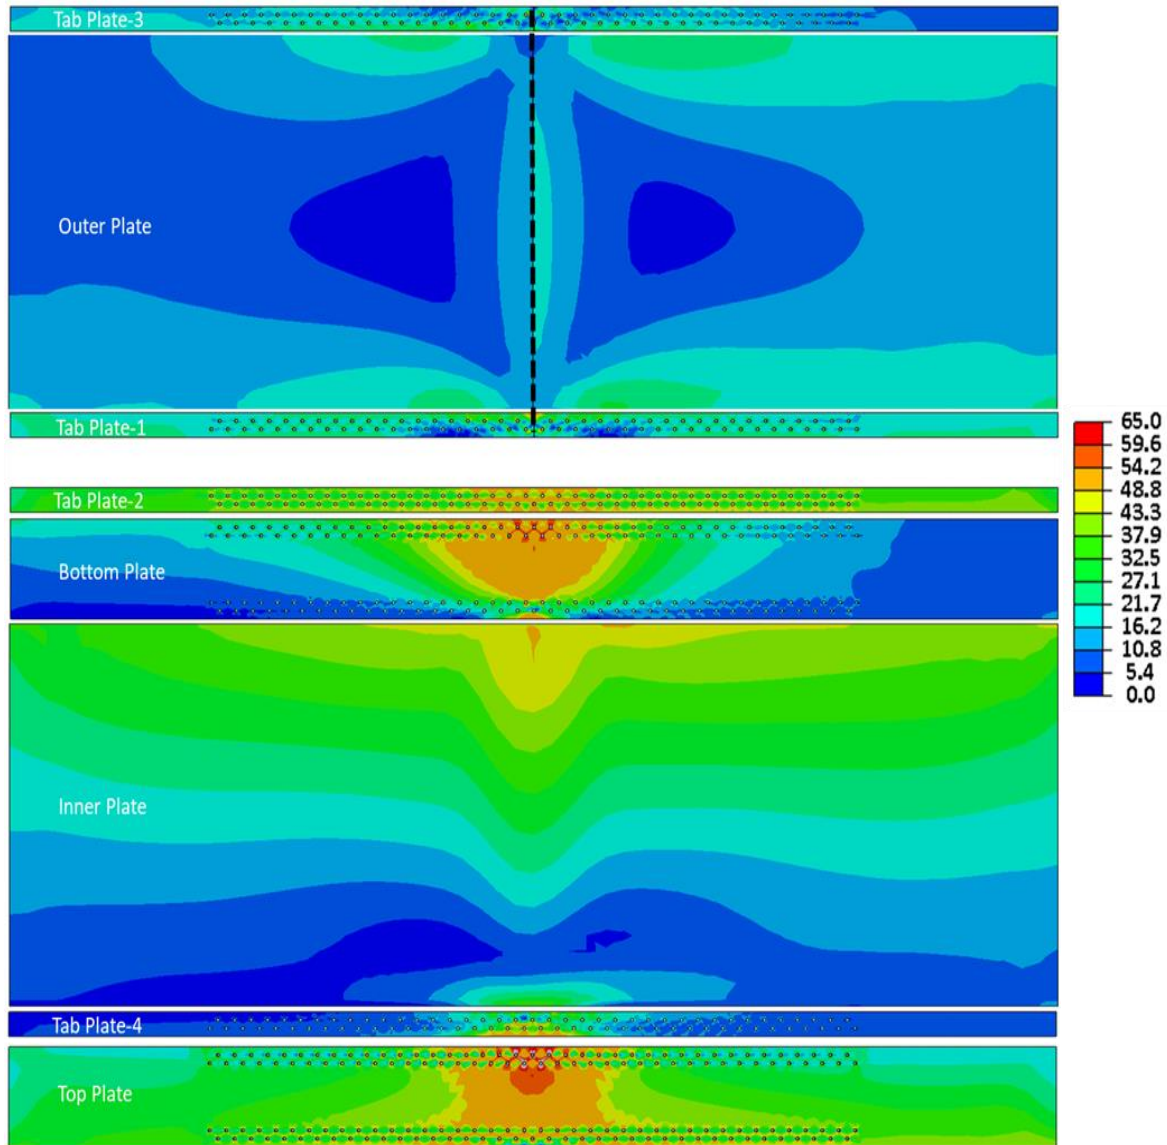 Tab Plate-3
Outer Plate
Tab Plate-1
65.0
59.6
54.2
48.8
43.3
37.9
32.5
27.1
21.7
16.2
10.8
5.4
0.0
Tab Plate-2
Bottom Plate
Inner Plate
Tab Plate-4
Top Plate